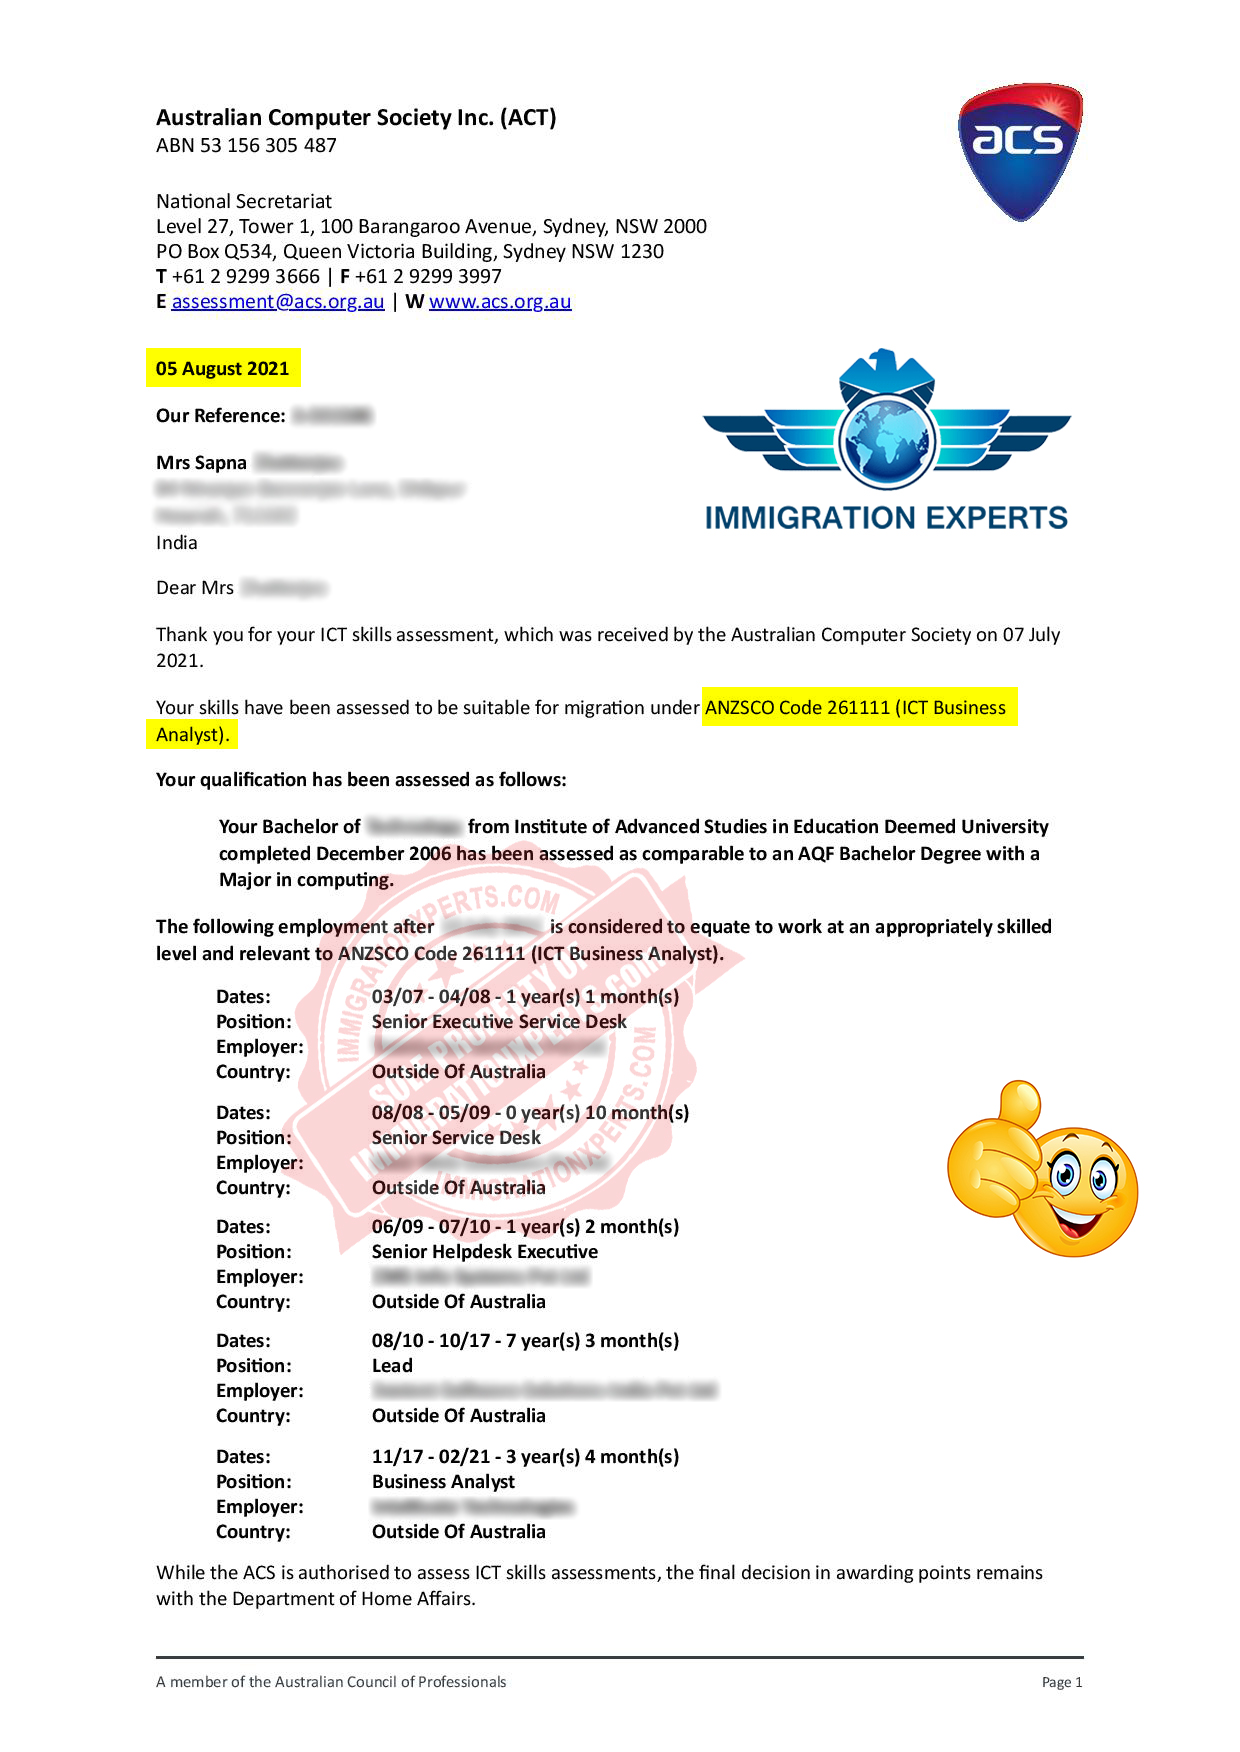 Australian Computer Society Inc. (ACT)
ABN 53 156 305 487
acs
National Secretariat
Level 27, Tower 1, 100 Barangaroo Avenue, Sydney, NSW 2000
PO Box Q534, Queen Victoria Building, Sydney NSW 1230
T +61 2 9299 3666 | F +61 2 9299 3997
E assessment@acs.org.au | W www.acs.org.au
05 August 2021
Our Reference:
Mrs Sapna
India
IMMIGRATION EXPERTS
Dear Mrs
Thank you for your ICT skills assessment, which was received by the Australian Computer Society on 07 July
2021.
Your skills have been assessed to be suitable for migration under ANZSCO Code 261111 (ICT Business
Analyst).
Your qualification has been assessed as follows:
Your Bachelor of from Institute of Advanced Studies in Education Deemed University
completed December 2006 has been assessed as comparable to an AQF Bachelor Degree with a
Major in computing.
The following employment after is considered to equate to work at an appropriately skilled
level and relevant to ANZSCO Code 261111 (ICT Business Analyst).
IMMIGRATIONXPERTS.COM
SOLE PROPERTY OF
IMMIGRATIONXPERTS.COM
IMMIGRATIONXPERTS.COM
Dates: 03/07 - 04/08 - 1 year(s) 1 month(s)
Position: Senior Executive Service Desk
Employer:
Country: Outside Of Australia
Dates: 08/08 - 05/09 - 0 year(s) 10 month(s)
Position: Senior Service Desk
Employer:
Country: Outside Of Australia
Dates: 06/09 - 07/10 - 1 year(s) 2 month(s)
Position: Senior Helpdesk Executive
Employer:
Country: Outside Of Australia
Dates: 08/10 - 10/17 - 7 year(s) 3 month(s)
Position: Lead
Employer:
Country: Outside Of Australia
Dates: 11/17 - 02/21 - 3 year(s) 4 month(s)
Position: Business Analyst
Employer:
Country: Outside Of Australia
While the ACS is authorised to assess ICT skills assessments, the final decision in awarding points remains
with the Department of Home Affairs.
A member of the Australian Council of Professionals Page 1